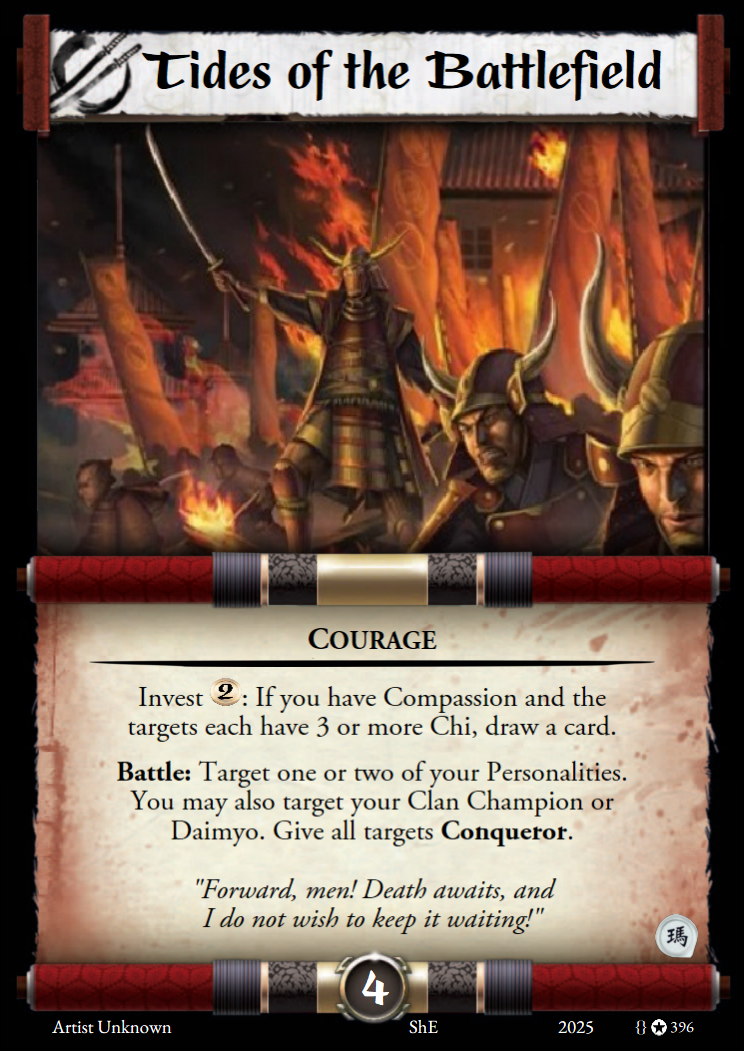 Tides of the Battlefield
COURAGE
Invest 2: If you have Compassion and the
targets each have 3 or more Chi, draw a card.
Battle: Target one or two of your Personalities.
You may also target your Clan Champion or
Daimyo. Give all targets Conqueror.
"Forward, men! Death awaits, and
I do not wish to keep it waiting!"
瑪
4
Artist Unknown ShE 2025 {} ✪ 396